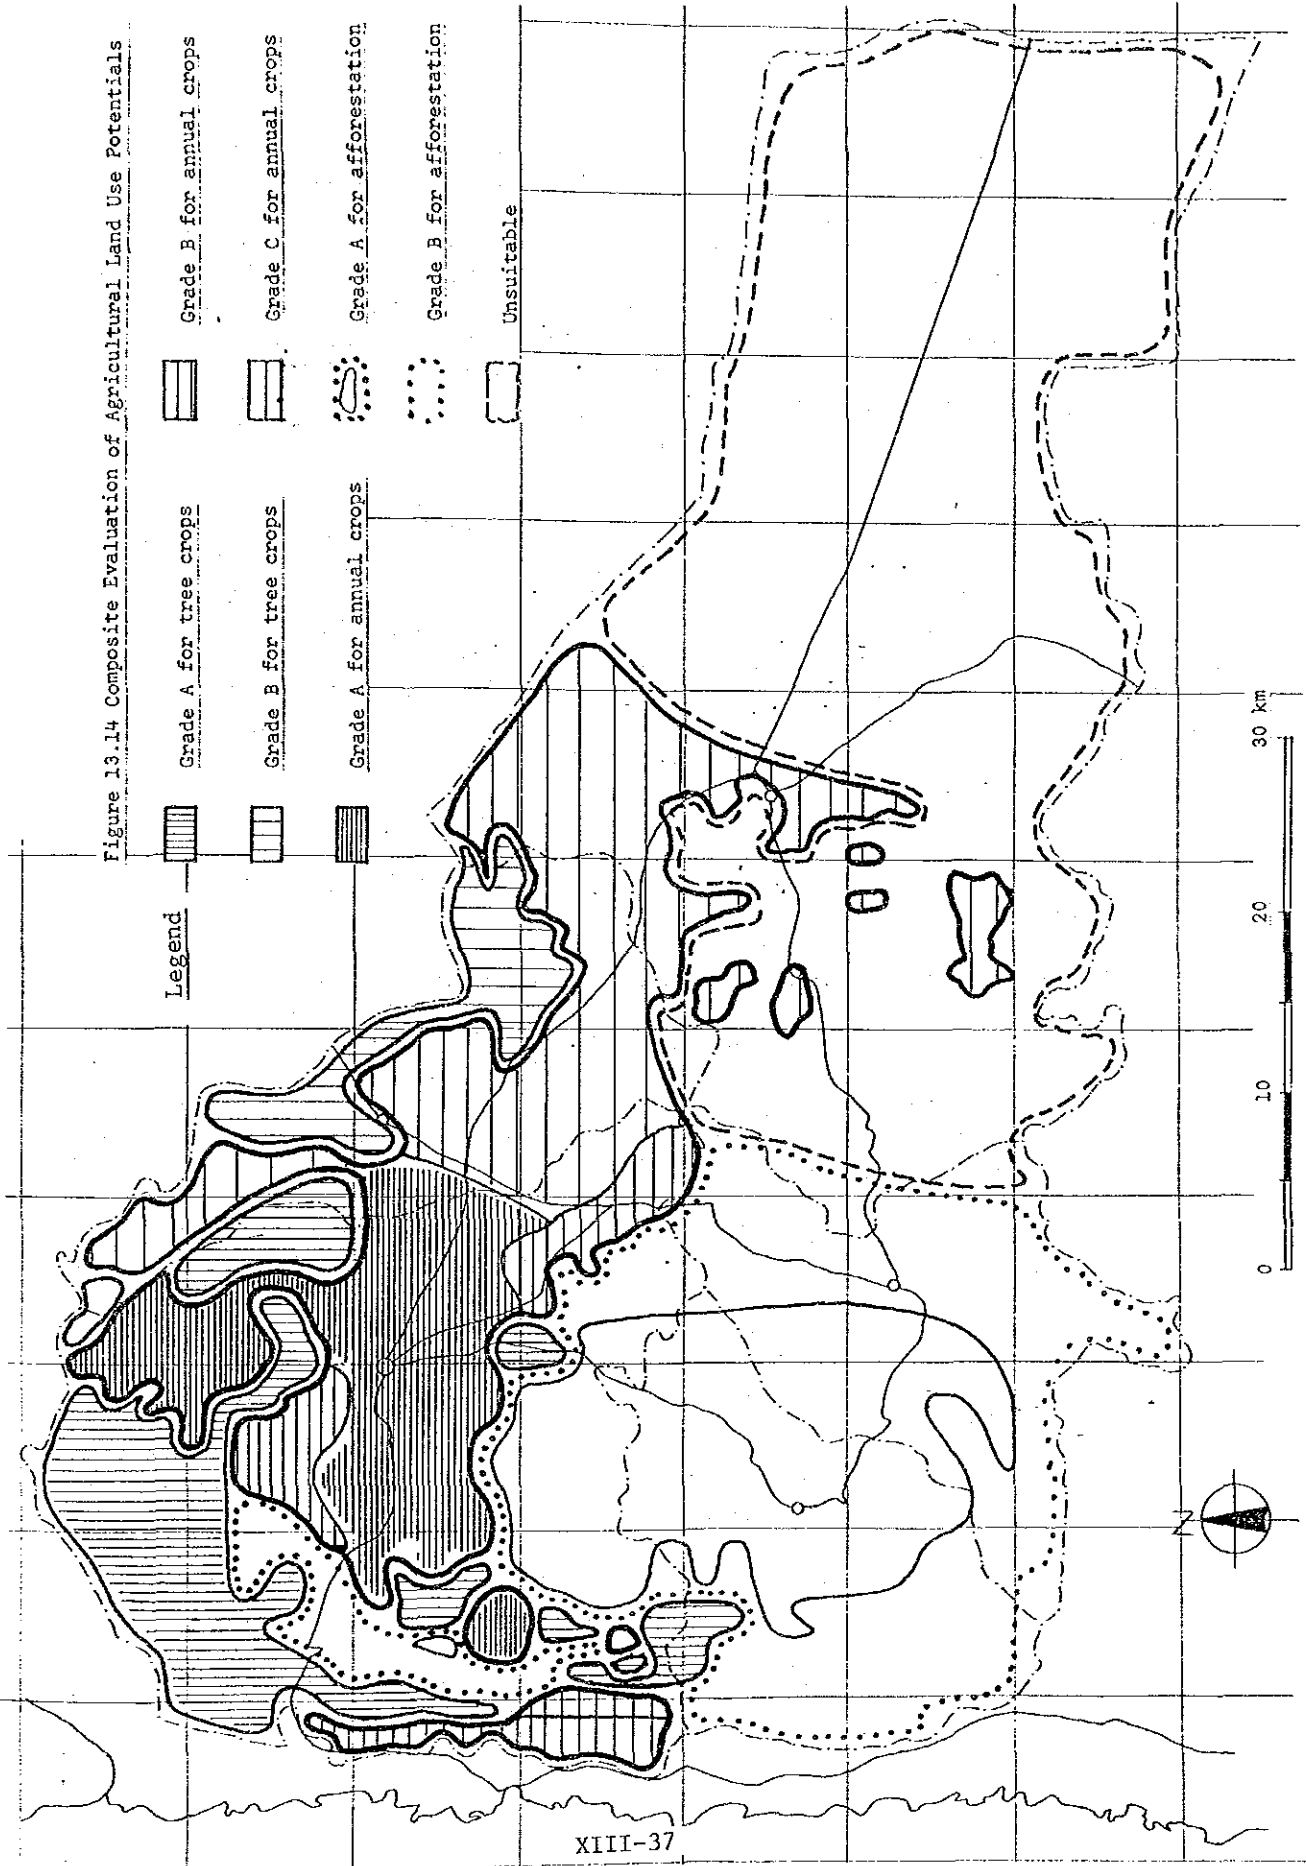 Figure 13.14 Composite Evaluation of Agricultural Land Use Potentials
Legend
Grade A for tree crops
Grade B for tree crops
Grade A for annual crops
Grade B for annual crops
Grade C for annual crops
Grade A for afforestation
Grade B for afforestation
Unsuitable
0 10 20 30 km
N
XIII-37